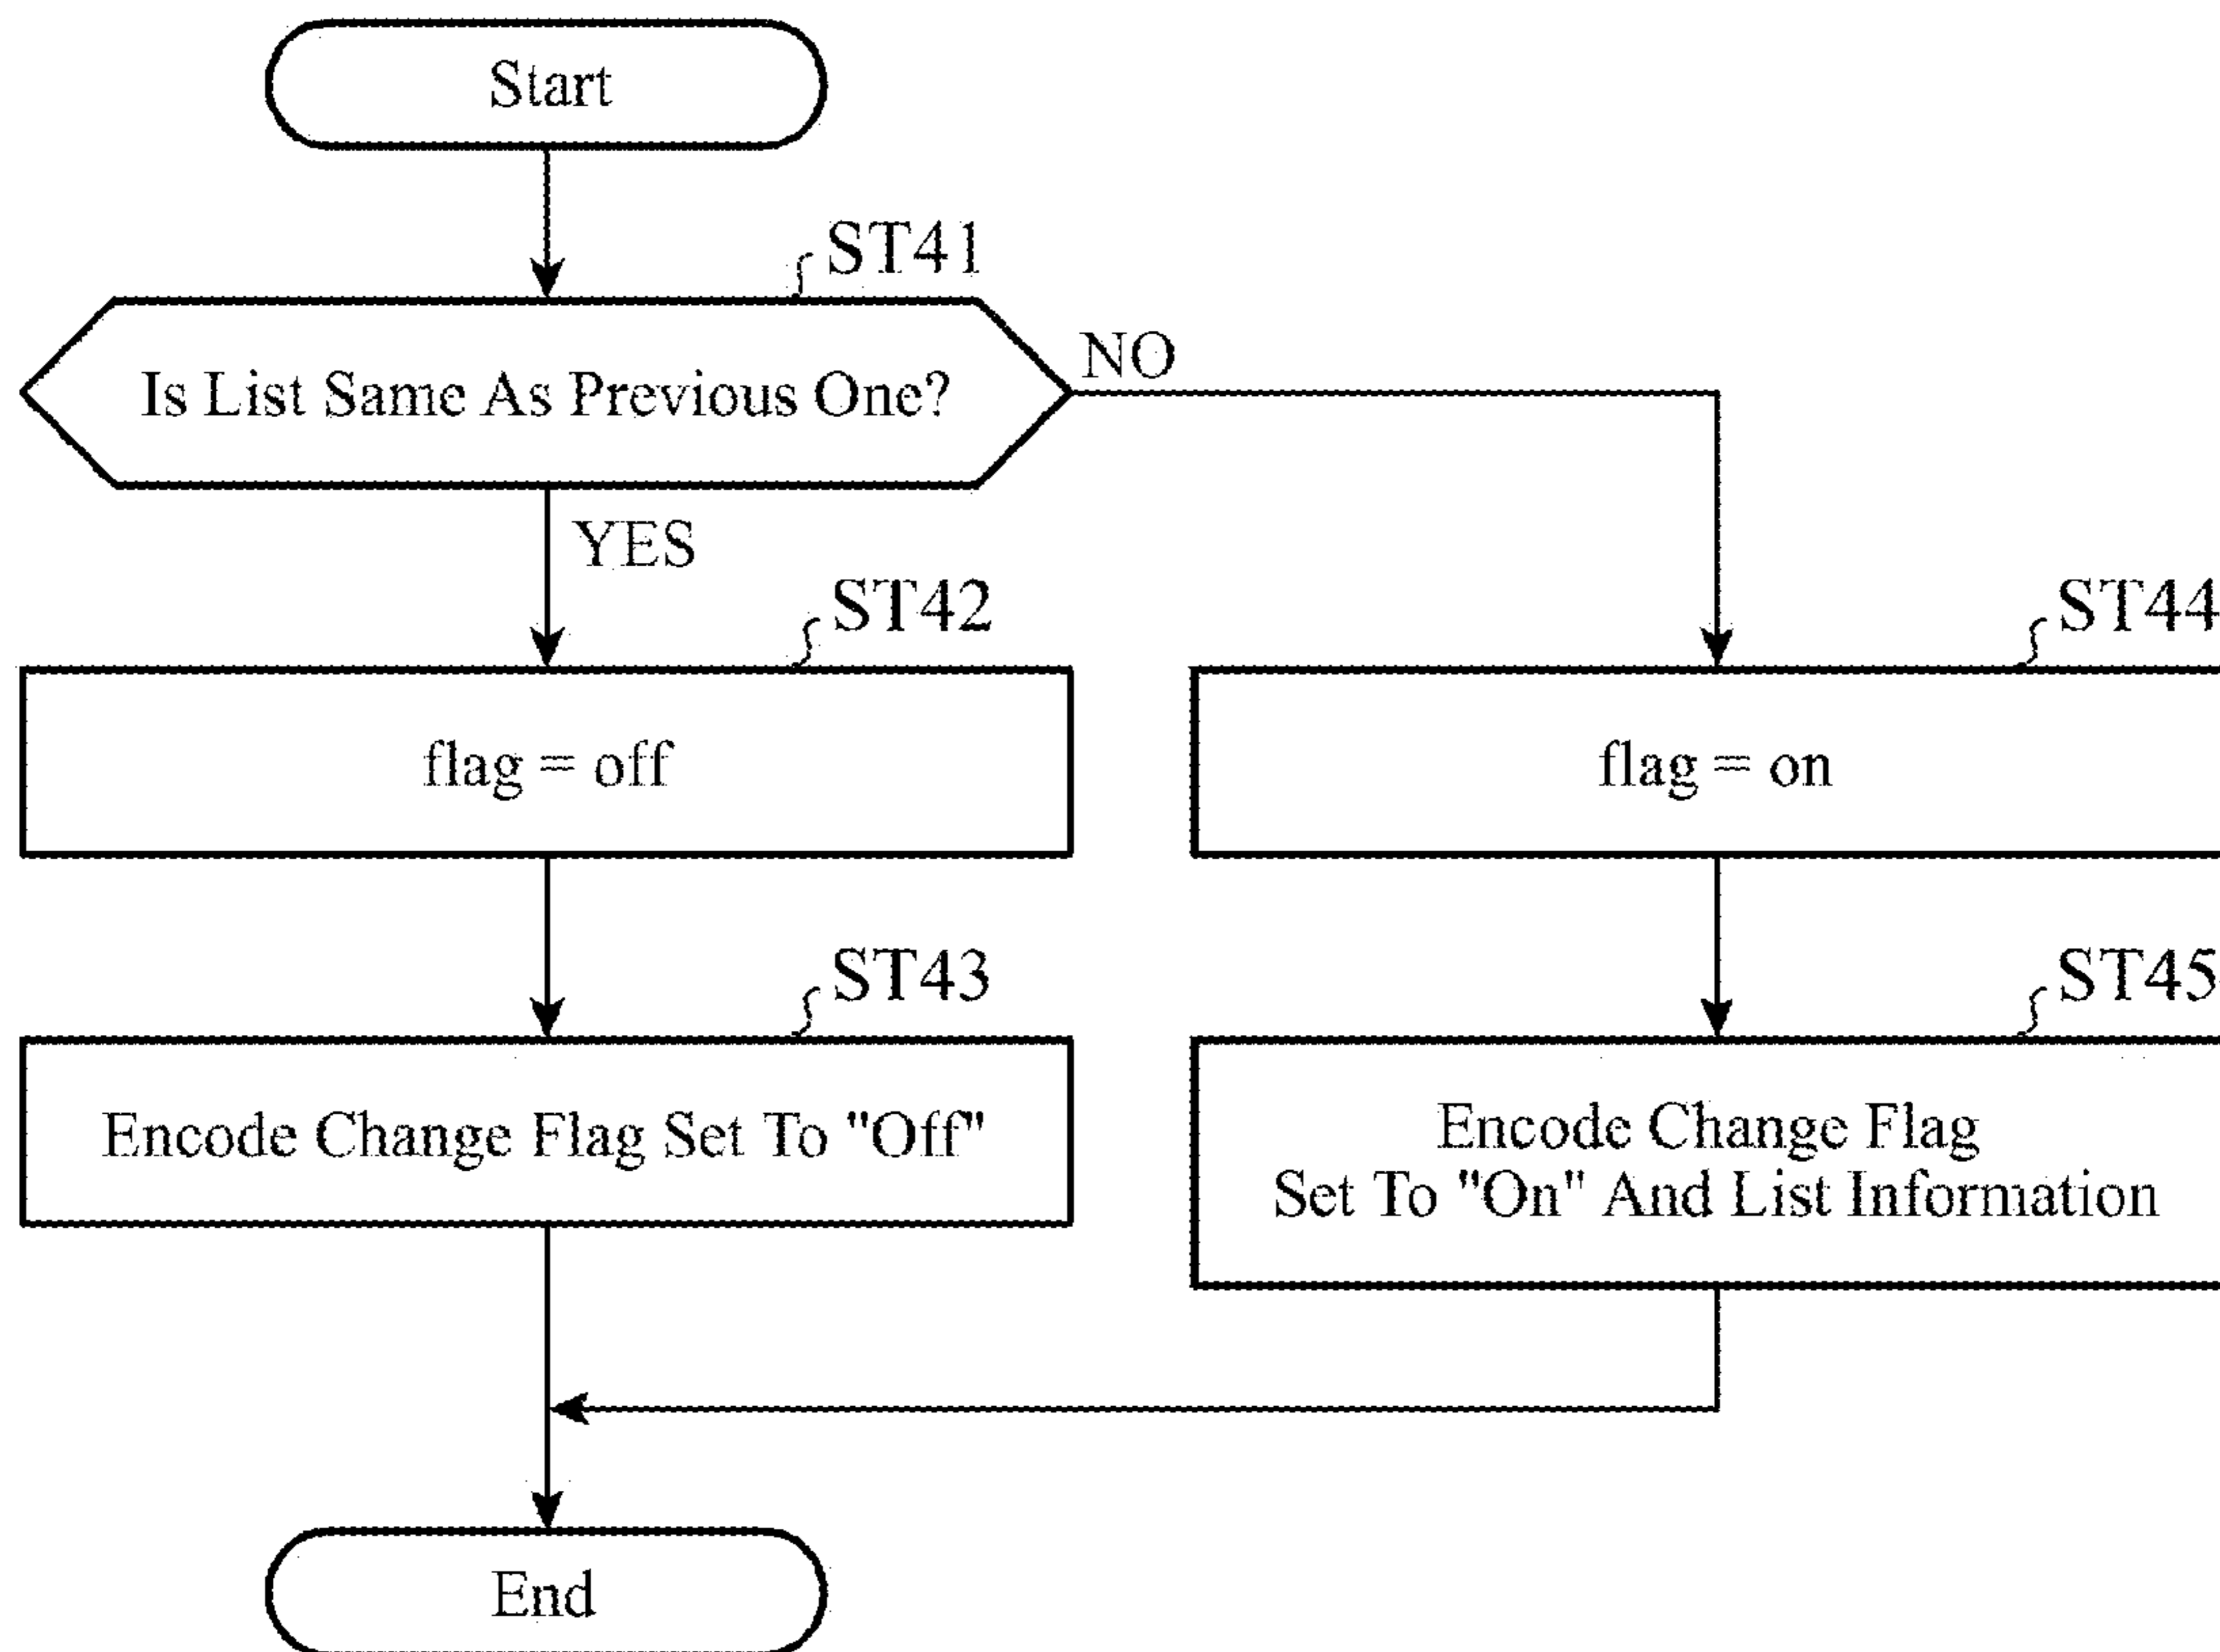 Start
ST41
Is List Same As Previous One?
NO
YES
ST42
ST44
flag = off
flag = on
ST43
ST45
Encode Change Flag Set To "Off"
Encode Change Flag
Set To "On" And List Information
End